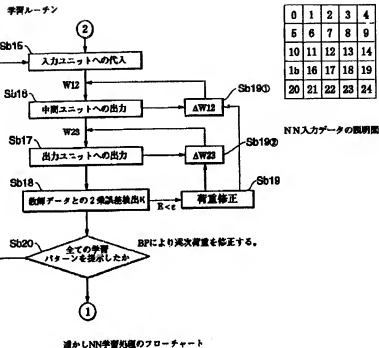 学習ルーチン
2
Sb15
入力ユニットへの代入
W12
Sb16
中間ユニットへの出力
ΔW12
Sb19①
W23
Sb17
出力ユニットへの出力
ΔW23
Sb19②
Sb18
教師データとの2乗誤差検出K
E<ε
荷重修正
Sb19
Sb20
全ての学習
パターンを提示したか
BPにより逐次荷重を修正する。
1
透かしNN学習処理のフローチャート
0 1 2 3 4
5 6 7 8 9
10 11 12 13 14
1b 16 17 18 19
20 21 22 23 24
NN入力データの説明図